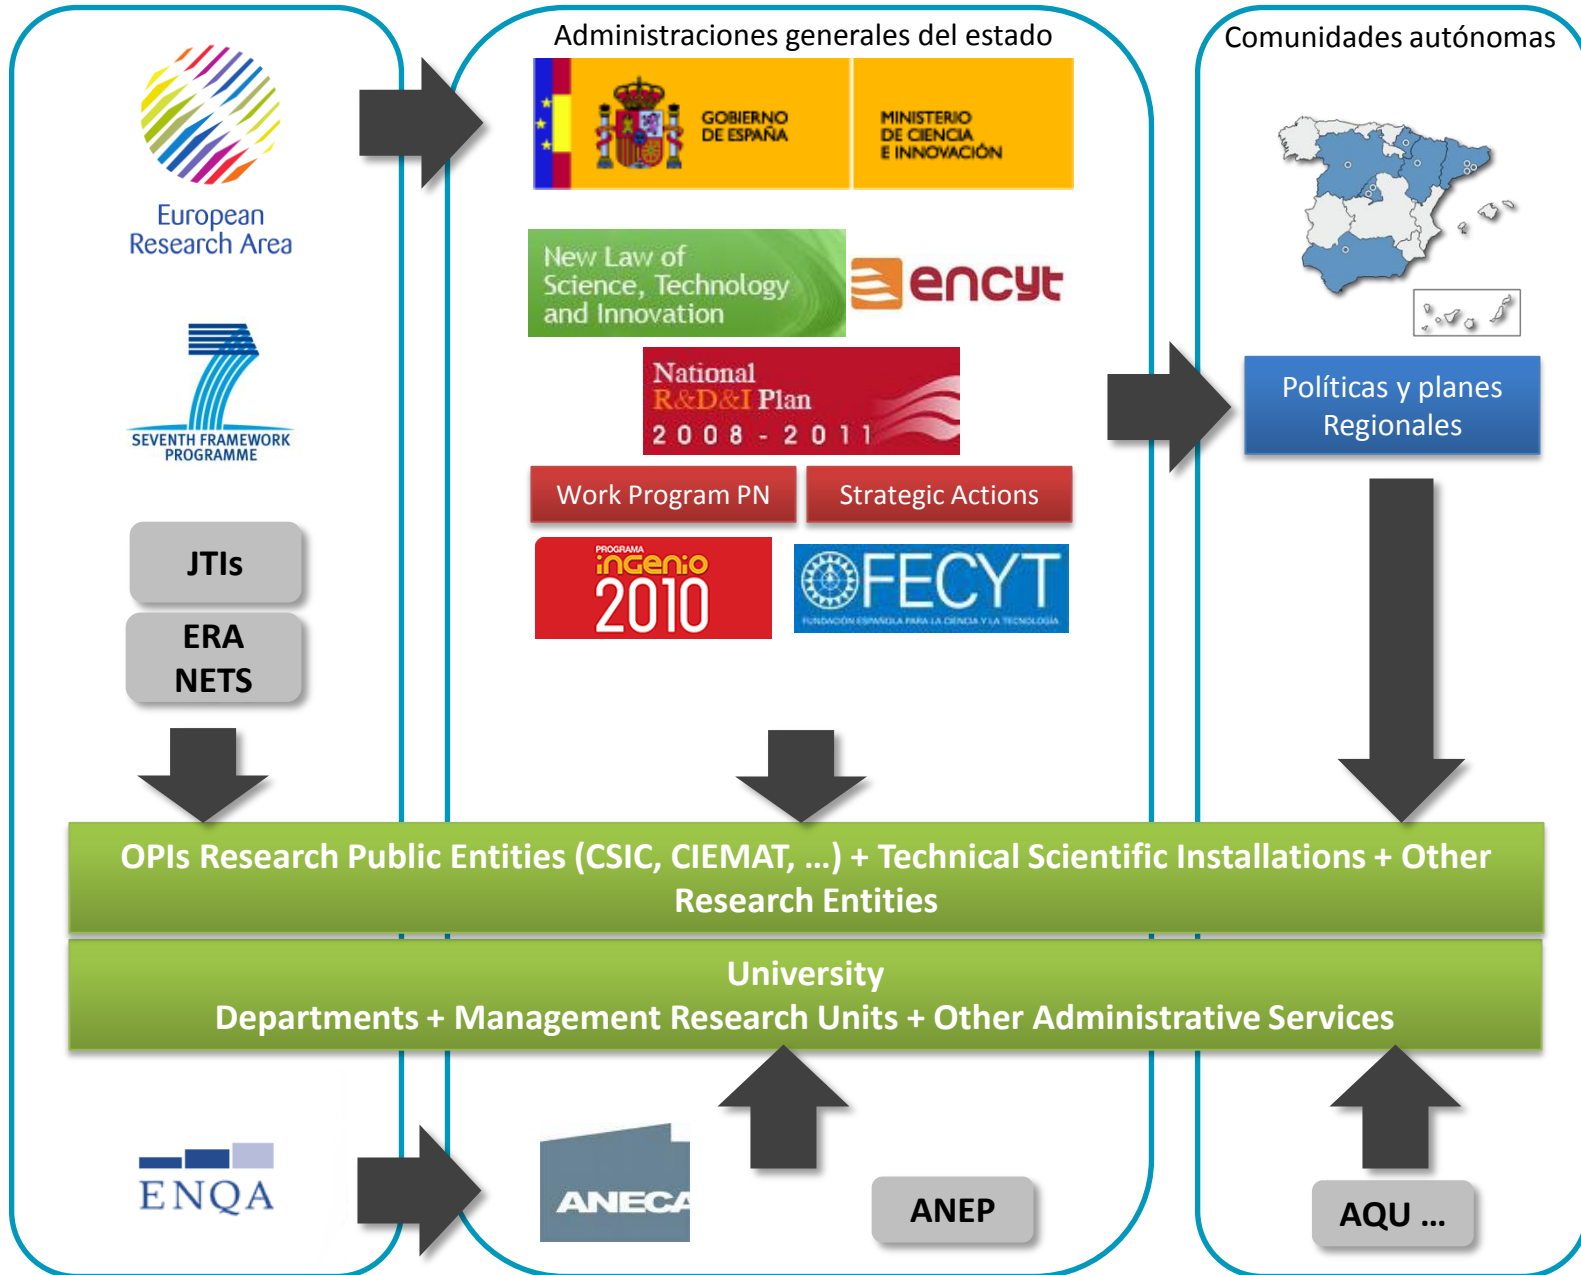 European
Research Area
SEVENTH FRAMEWORK
PROGRAMME
JTIs
ERA
NETS
Administraciones generales del estado
GOBIERNO
DE ESPAÑA
MINISTERIO
DE CIENCIA
E INNOVACIÓN
New Law of
Science, Technology
and Innovation
encyt
National
R&D&I Plan
2008 - 2011
Work Program PN
Strategic Actions
PROGRAMA
inGenio
2010
FECYT
FUNDACIÓN ESPAÑOLA PARA LA CIENCIA Y LA TECNOLOGÍA
Comunidades autónomas
Políticas y planes
Regionales
OPIs Research Public Entities (CSIC, CIEMAT, …) + Technical Scientific Installations + Other
Research Entities
University
Departments + Management Research Units + Other Administrative Services
ENQA
ANECA
ANEP
AQU ...